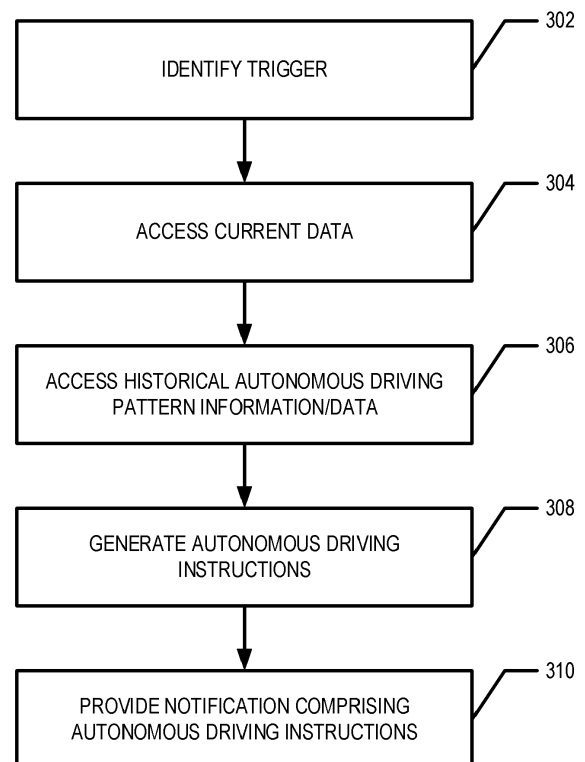 302
IDENTIFY TRIGGER
304
ACCESS CURRENT DATA
306
ACCESS HISTORICAL AUTONOMOUS DRIVING
PATTERN INFORMATION/DATA
308
GENERATE AUTONOMOUS DRIVING
INSTRUCTIONS
310
PROVIDE NOTIFICATION COMPRISING
AUTONOMOUS DRIVING INSTRUCTIONS